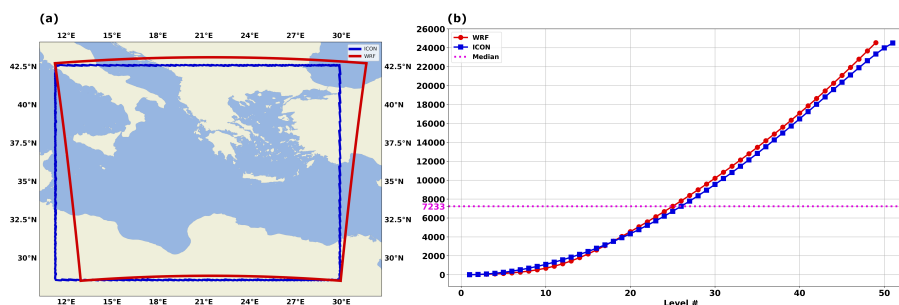 (a)
12°E 15°E 18°E 21°E 24°E 27°E 30°E
ICON
WRF
42.5°N 42.5°N
40°N 40°N
37.5°N 37.5°N
35°N 35°N
32.5°N 32.5°N
30°N 30°N
12°E 15°E 18°E 21°E 24°E 27°E 30°E
(b)
26000
24000
22000
20000
18000
16000
14000
12000
10000
8000
7233
6000
4000
2000
0
WRF
ICON
Median
0 10 20 30 40 50
Level #